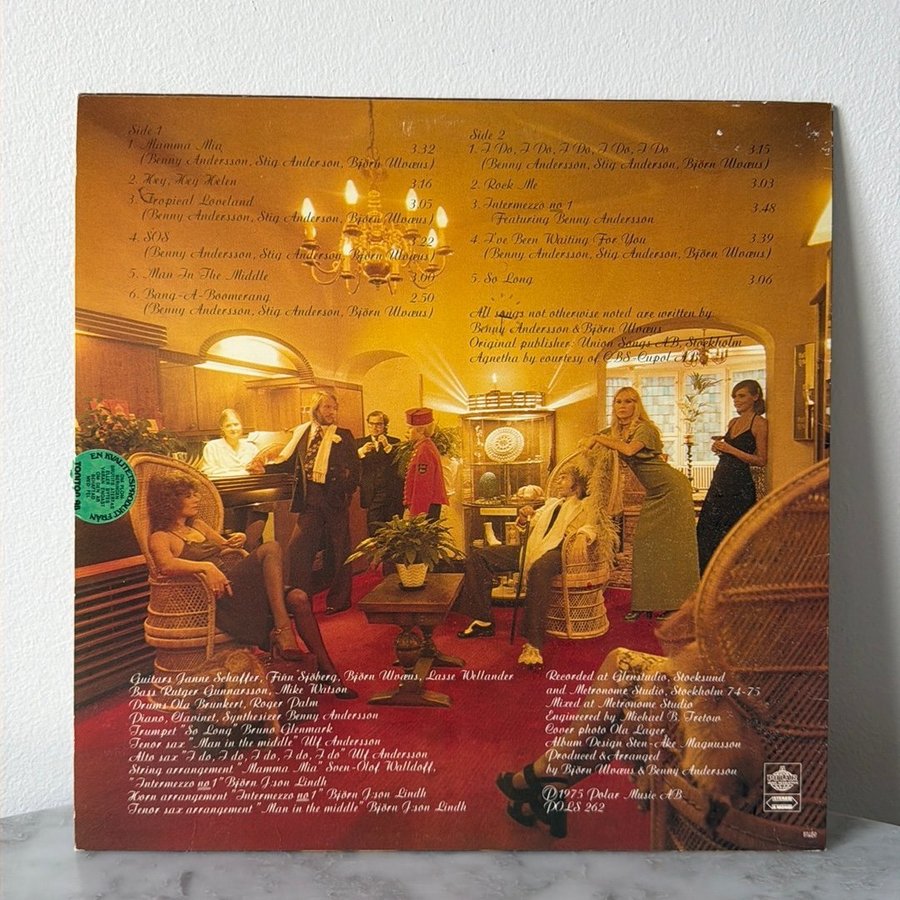 Side 1
1. Mamma Mia 3.32
(Benny Andersson, Stig Anderson, Björn Ulvæus)
2. Hey, Hey Helen 3.16
3. Tropical Loveland 3.05
(Benny Andersson, Stig Anderson, Björn Ulvæus)
4. SOS 3.22
(Benny Andersson, Stig Anderson, Björn Ulvæus)
5. Man In The Middle 3.00
6. Bang-A-Boomerang 2.50
(Benny Andersson, Stig Anderson, Björn Ulvæus)
Side 2
1. I Do, I Do, I Do, I Do, I Do 3.15
(Benny Andersson, Stig Anderson, Björn Ulvæus)
2. Rock Me 3.03
3. Intermezzo no 1 3.48
Featuring Benny Andersson
4. I've Been Waiting For You 3.39
(Benny Andersson, Stig Anderson, Björn Ulvæus)
5. So Long 3.06
All songs not otherwise noted are written by
Benny Andersson & Björn Ulvæus
Original publisher: Union Songs AB, Stockholm
Agnetha by courtesy of CBS-Cupol AB
EN KVALITETSPRODUKT FRÅN
Guitars Janne Schaffer, Finn Sjöberg, Björn Ulvæus, Lasse Wellander
Bass Rutger Gunnarsson, Mike Watson
Drums Ola Brunkert, Roger Palm
Piano, Clavinet, Synthesizer Benny Andersson
Trumpet "So Long" Bruno Glenmark
Tenor sax "Man in the middle" Ulf Andersson
Alto sax "I do, I do, I do, I do, I do" Ulf Andersson
String arrangement "Mamma Mia" Sven-Olof Walldoff,
"Intermezzo no 1" Björn J:son Lindh
Horn arrangement "Intermezzo no 1" Björn J:son Lindh
Tenor sax arrangement "Man in the middle" Björn J:son Lindh
Recorded at Glenstudio, Stocksund
and Metronome Studio, Stockholm 74-75
Mixed at Metronome Studio
Engineered by Michael B. Tretow
Cover photo Ola Lager
Album Design Sten-Åke Magnusson
Produced & Arranged
by Björn Ulvæus & Benny Andersson
Ⓟ 1975 Polar Music AB
POLS 262